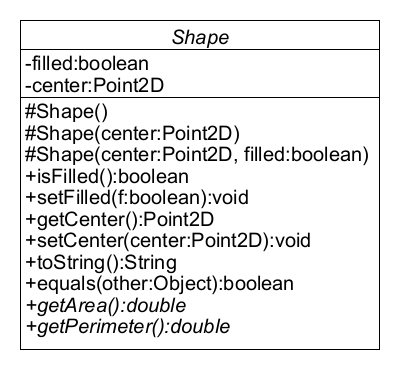 Shape
-filled:boolean
-center:Point2D
#Shape()
#Shape(center:Point2D)
#Shape(center:Point2D, filled:boolean)
+isFilled():boolean
+setFilled(f:boolean):void
+getCenter():Point2D
+setCenter(center:Point2D):void
+toString():String
+equals(other:Object):boolean
+getArea():double
+getPerimeter():double